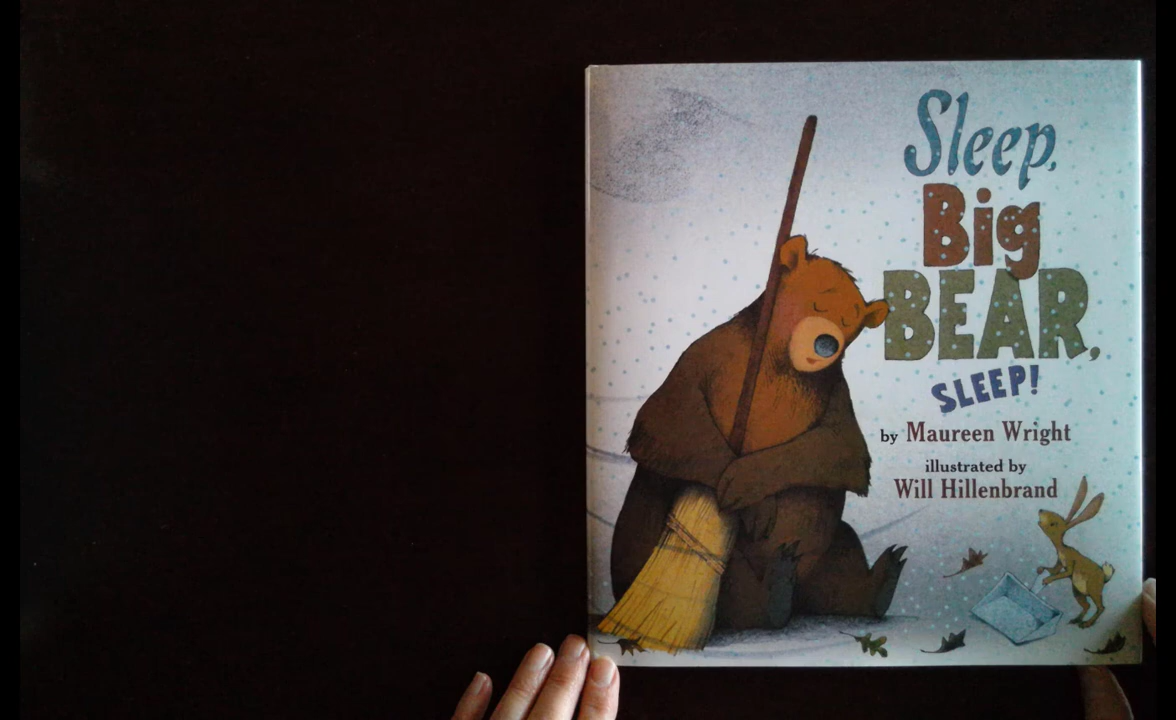 Sleep,
Big
BEAR,
SLEEP!
by Maureen Wright
illustrated by
Will Hillenbrand